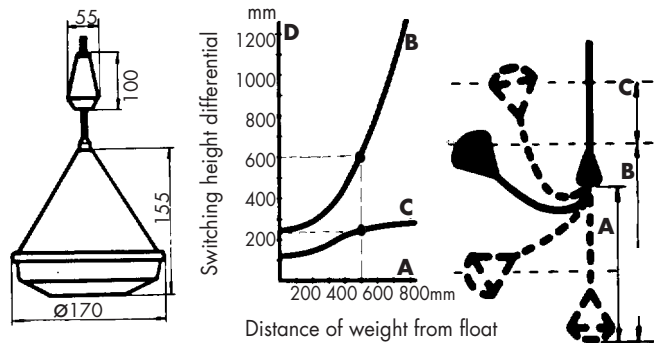 55
100
155
Ø170
mm
D
1200
1000
800
600
400
200
B
C
A
200 400 600 800mm
Switching height differential
Distance of weight from float
C
B
A